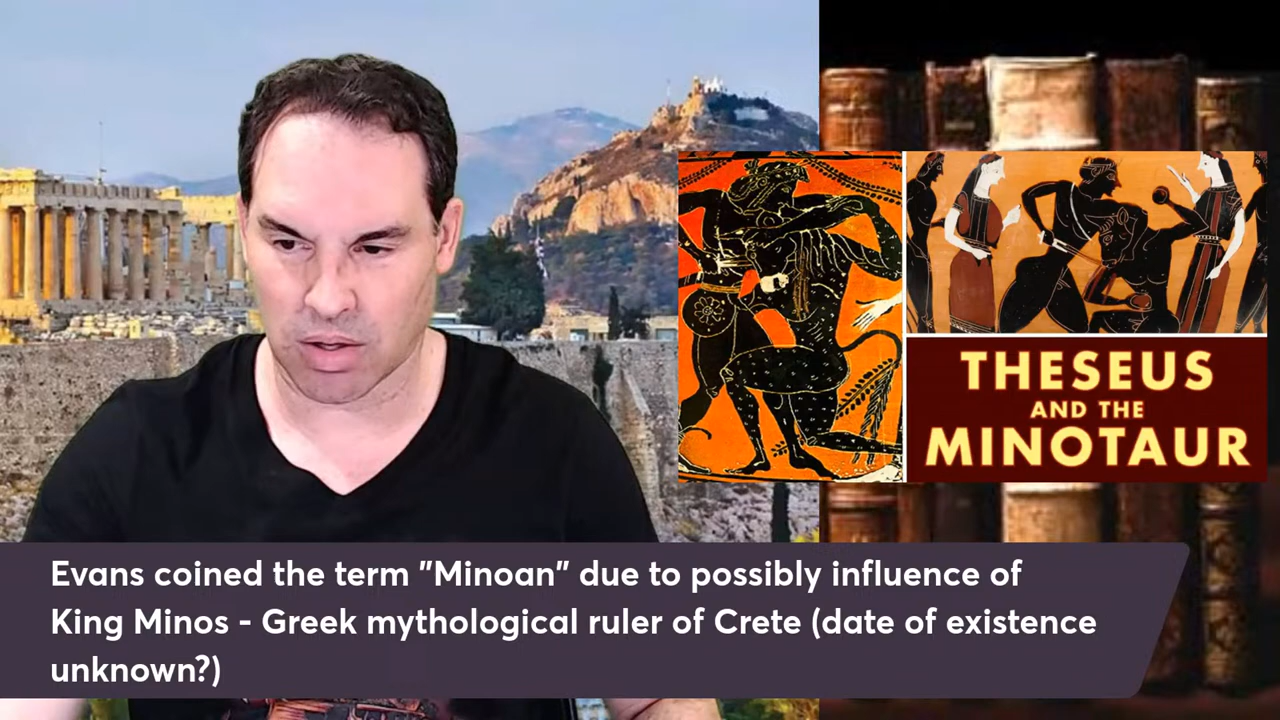 THESEUS
AND THE
MINOTAUR
Evans coined the term "Minoan" due to possibly influence of
King Minos - Greek mythological ruler of Crete (date of existence
unknown?)